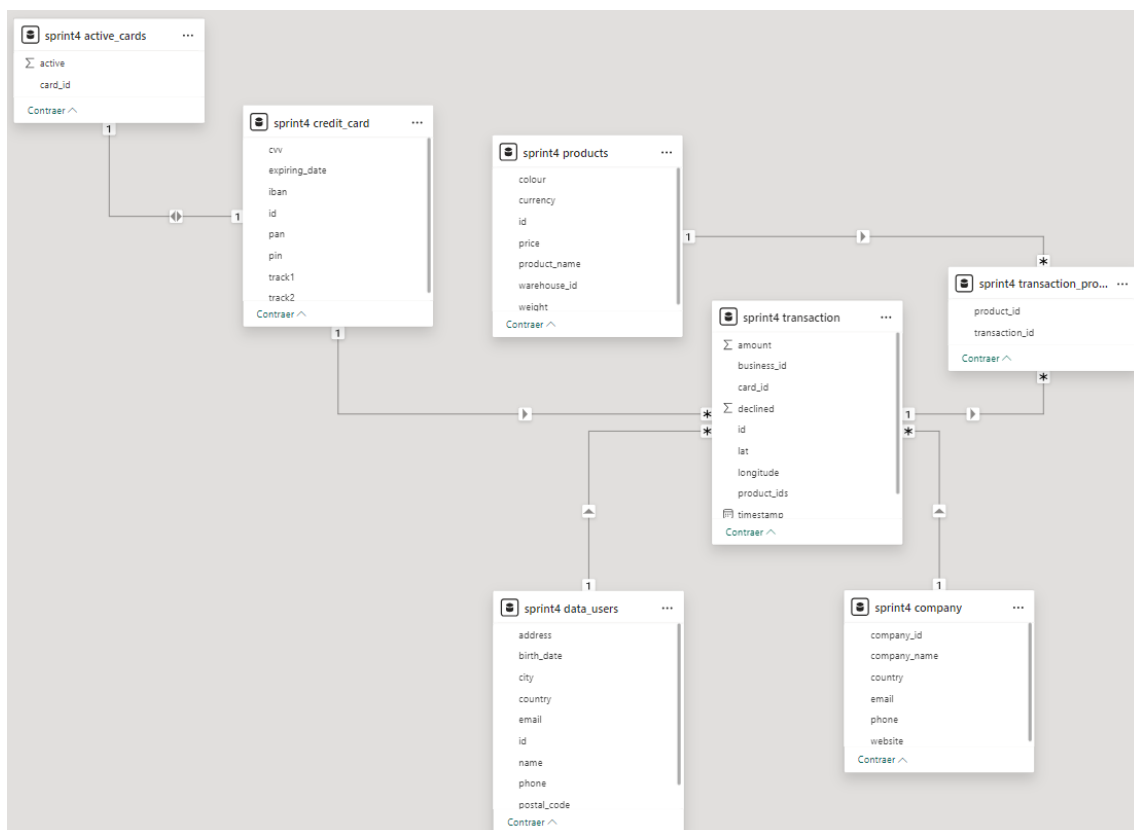 sprint4 active_cards ...
Σ active
card_id
Contraer
1
1
sprint4 credit_card ...
cvv
expiring_date
iban
id
pan
pin
track1
track2
Contraer
1
sprint4 products ...
colour
currency
id
price
product_name
warehouse_id
weight
Contraer
1
*
sprint4 transaction_pro... ...
product_id
transaction_id
Contraer
*
sprint4 transaction ...
Σ amount
business_id
card_id
Σ declined
id
lat
longitude
product_ids
timestamp
Contraer
*
*
1
*
1
sprint4 data_users ...
address
birth_date
city
country
email
id
name
phone
postal_code
Contraer
1
sprint4 company ...
company_id
company_name
country
email
phone
website
Contraer